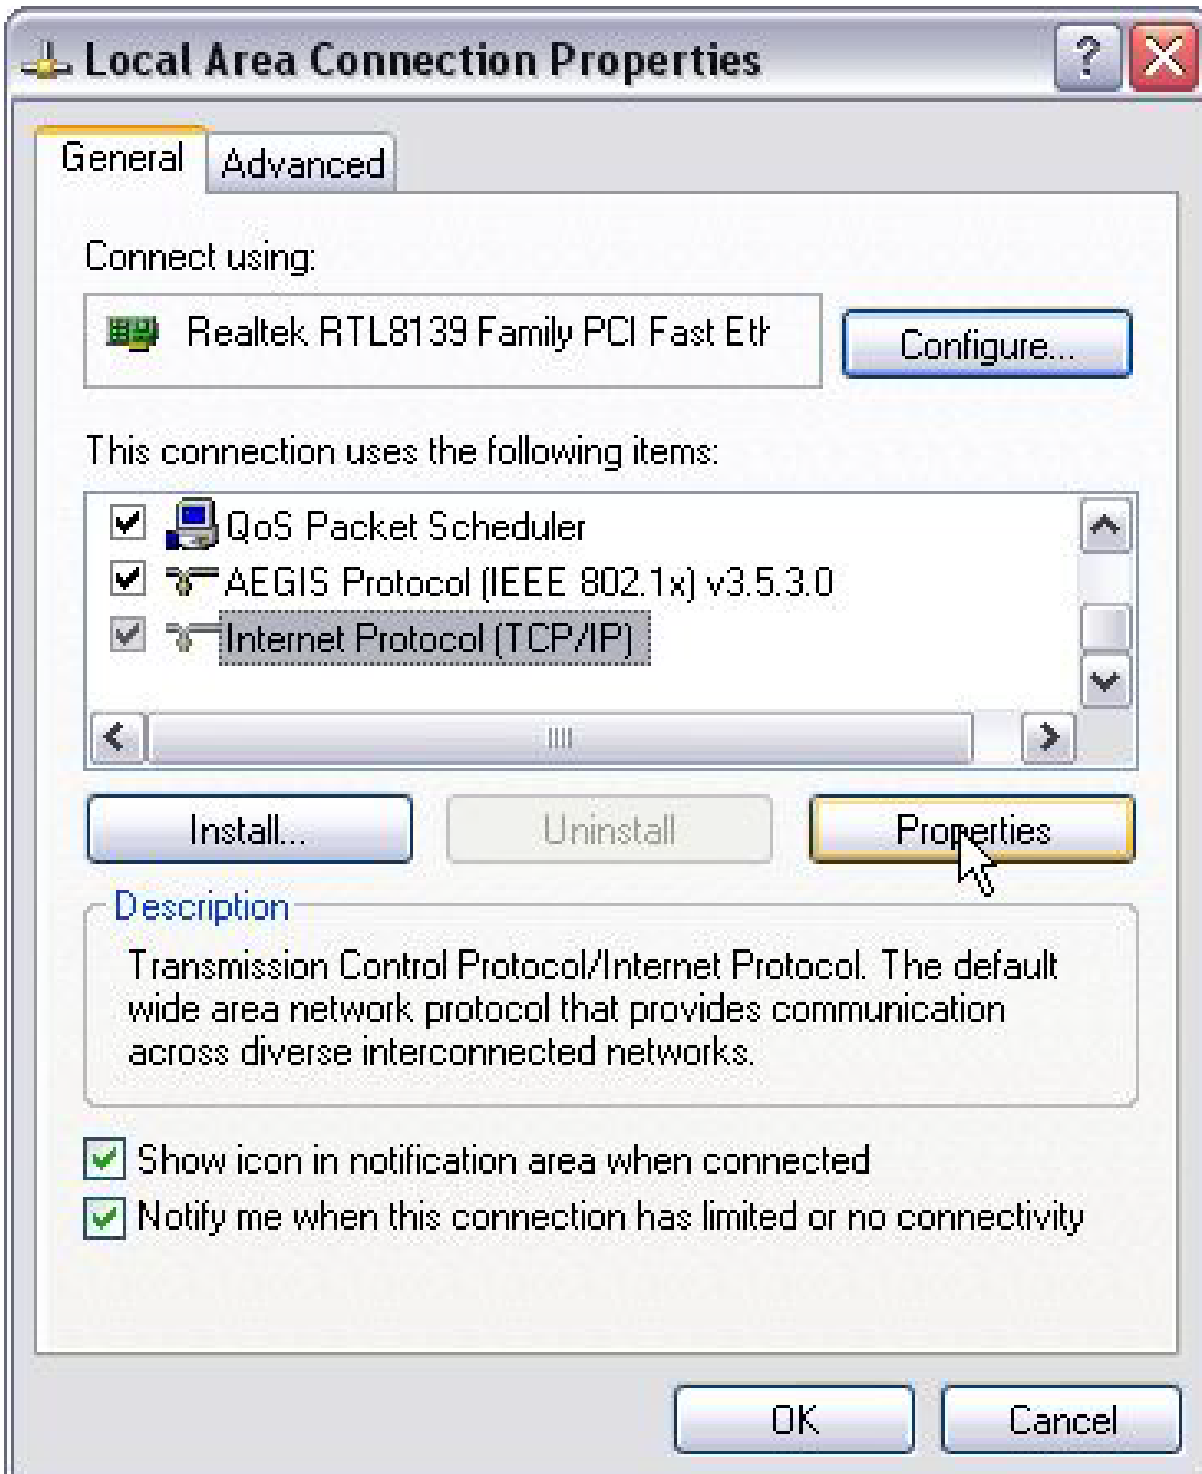 Local Area Connection Properties
General
Advanced
Connect using:
Realtek RTL8139 Family PCI Fast Eth
Configure...
This connection uses the following items:
QoS Packet Scheduler
AEGIS Protocol (IEEE 802.1x) v3.5.3.0
Internet Protocol (TCP/IP)
Install...
Uninstall
Properties
Description
Transmission Control Protocol/Internet Protocol. The default
wide area network protocol that provides communication
across diverse interconnected networks.
Show icon in notification area when connected
Notify me when this connection has limited or no connectivity
OK
Cancel